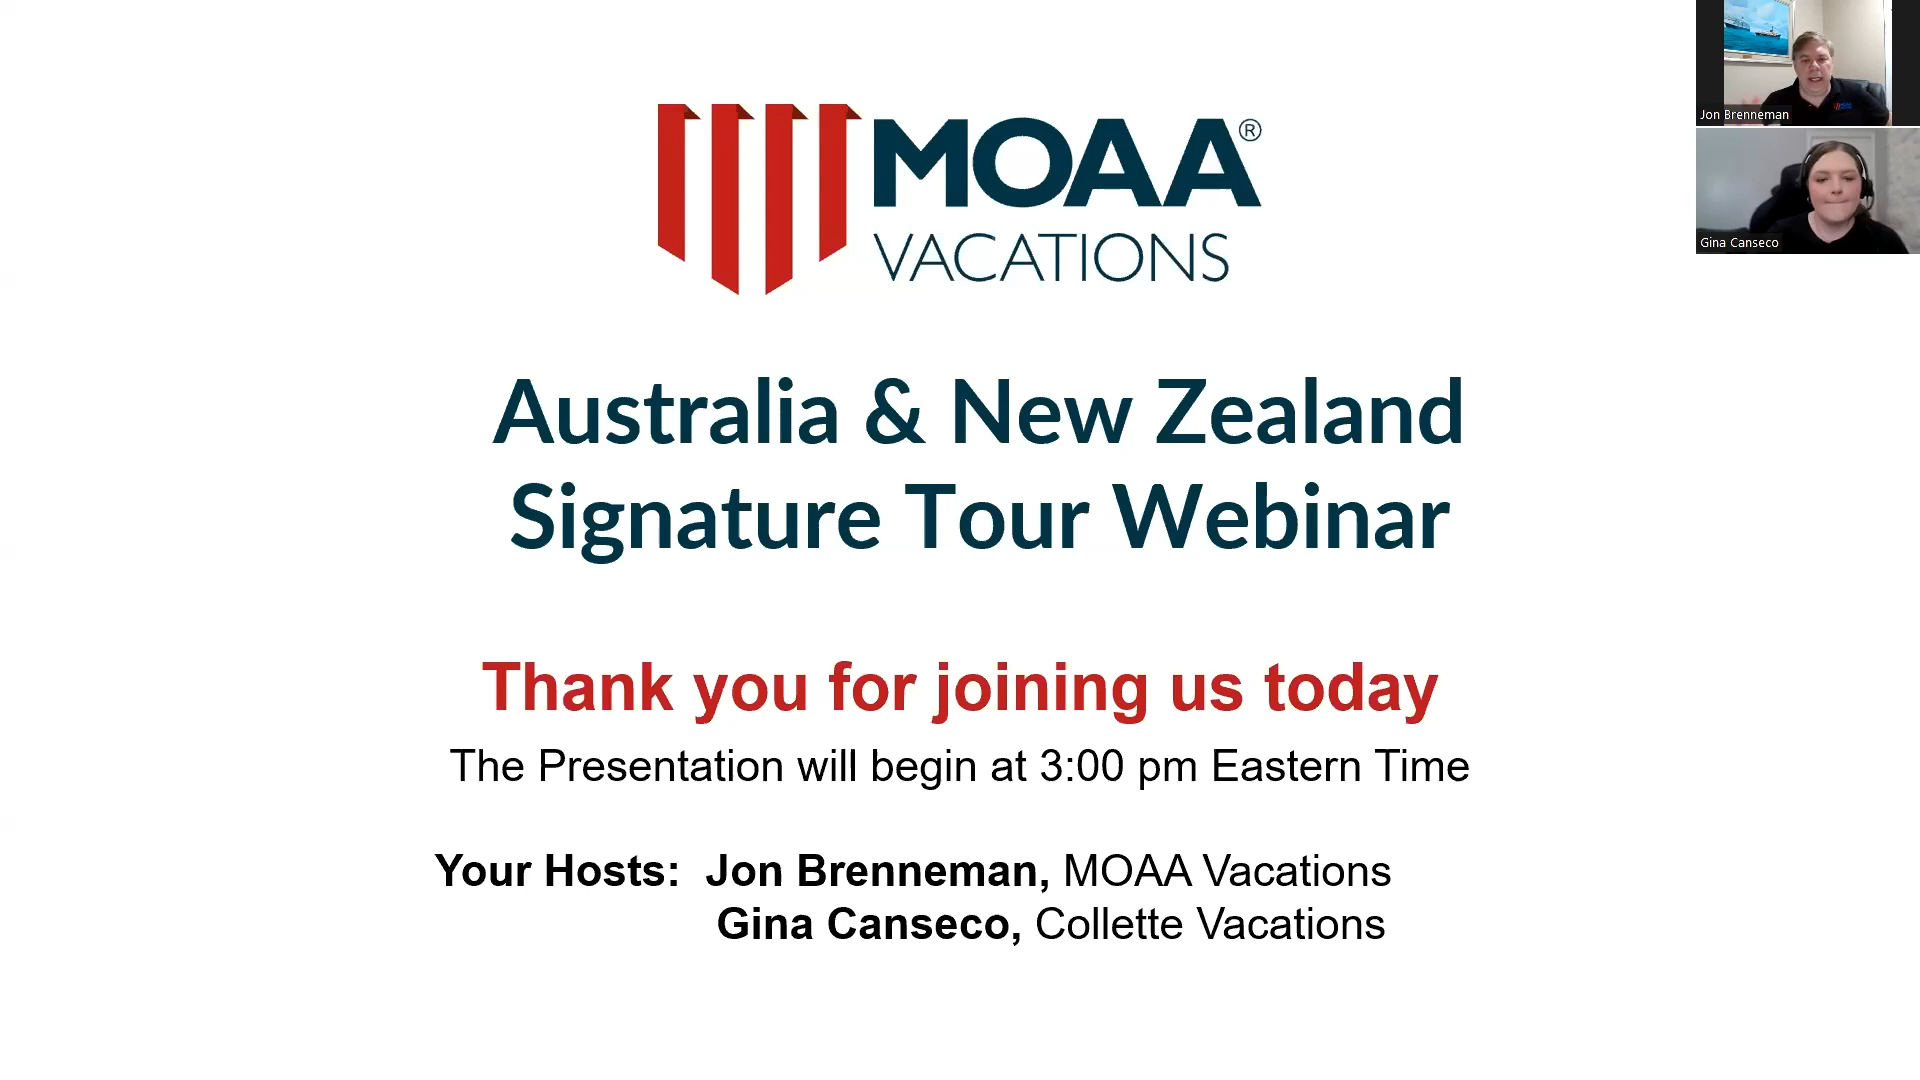 MOAA®
VACATIONS
Australia & New Zealand
Signature Tour Webinar
Thank you for joining us today
The Presentation will begin at 3:00 pm Eastern Time
Your Hosts: Jon Brenneman, MOAA Vacations
Gina Canseco, Collette Vacations
Jon Brenneman
Gina Canseco